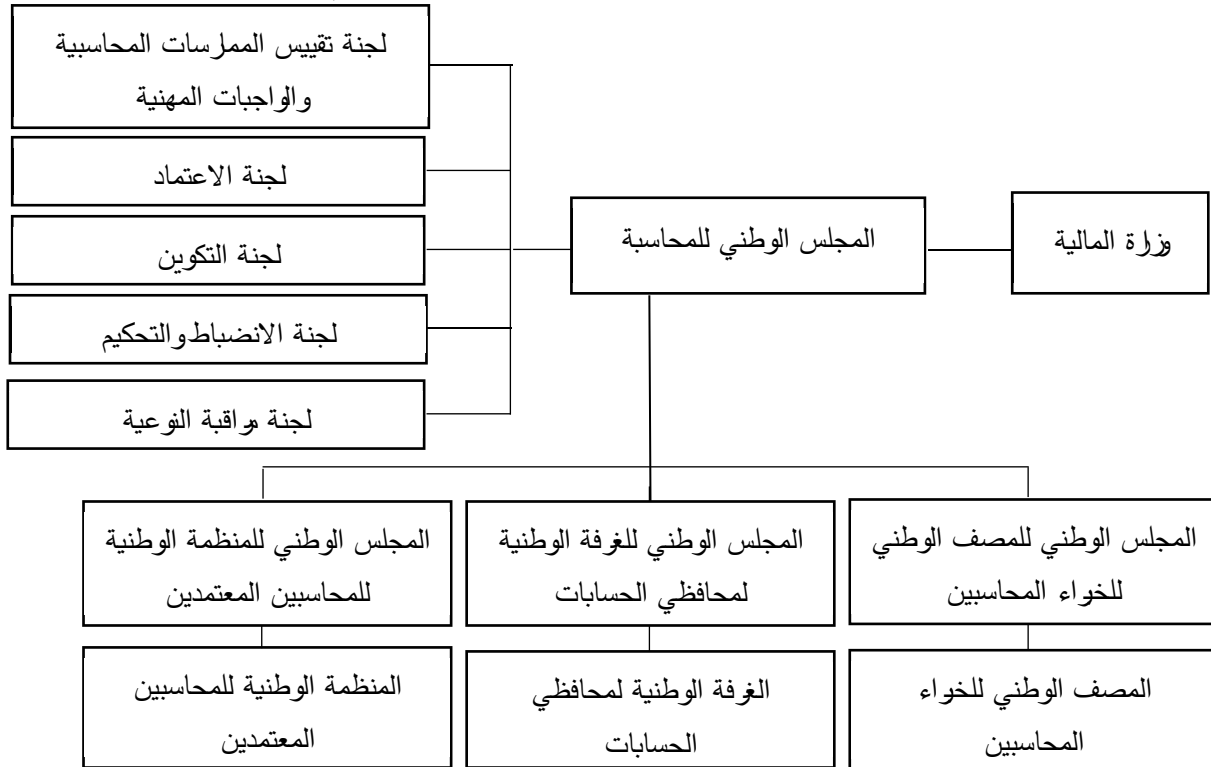 لجنة تقييس الممارسات المحاسبية
والواجبات المهنية
لجنة الاعتماد
المجلس الوطني للمحاسبة
وزارة المالية
لجنة التكوين
لجنة الانضباط والتحكيم
لجنة مراقبة النوعية
المجلس الوطني للمصف الوطني
للخبراء المحاسبين
المجلس الوطني للغرفة الوطنية
لمحافظي الحسابات
المجلس الوطني للمنظمة الوطنية
للمحاسبين المعتمدين
المصف الوطني للخبراء
المحاسبين
الغرفة الوطنية لمحافظي
الحسابات
المنظمة الوطنية للمحاسبين
المعتمدين